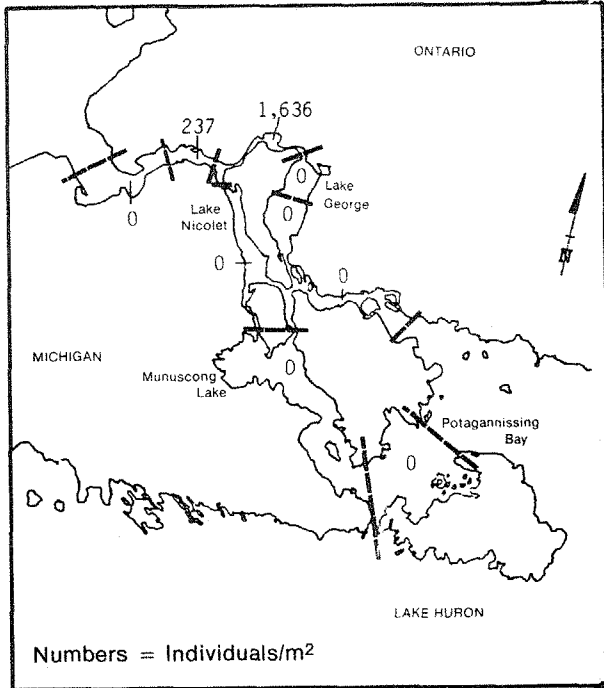 ONTARIO
1,636
237
0
Lake
George
0
0
Lake
Nicolet
0
0
N
MICHIGAN
0
Munuscong
Lake
Potagannissing
Bay
0
LAKE HURON
Numbers = Individuals/m²